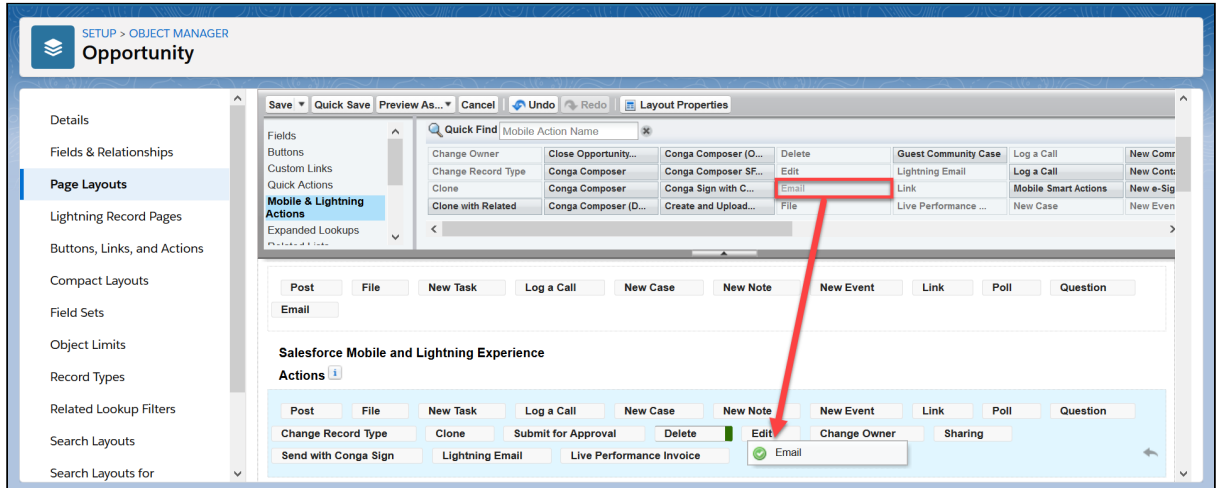 SETUP > OBJECT MANAGER
Opportunity
Details
Fields & Relationships
Page Layouts
Lightning Record Pages
Buttons, Links, and Actions
Compact Layouts
Field Sets
Object Limits
Record Types
Related Lookup Filters
Search Layouts
Search Layouts for
Save Quick Save Preview As... Cancel Undo Redo Layout Properties
Fields
Buttons
Custom Links
Quick Actions
Mobile & Lightning
Actions
Expanded Lookups
Related Lists
Quick Find Mobile Action Name
Change Owner Close Opportunity... Conga Composer (O... Delete Guest Community Case Log a Call New Comm
Change Record Type Conga Composer Conga Composer SF... Edit Lightning Email Log a Call New Conta
Clone Conga Composer Conga Sign with C... Email Link Mobile Smart Actions New e-Sig
Clone with Related Conga Composer (D... Create and Upload... File Live Performance ... New Case New Even
Post File New Task Log a Call New Case New Note New Event Link Poll Question
Email
Salesforce Mobile and Lightning Experience
Actions i
Post File New Task Log a Call New Case New Note New Event Link Poll Question
Change Record Type Clone Submit for Approval Delete Edit Change Owner Sharing
Send with Conga Sign Lightning Email Live Performance Invoice Email